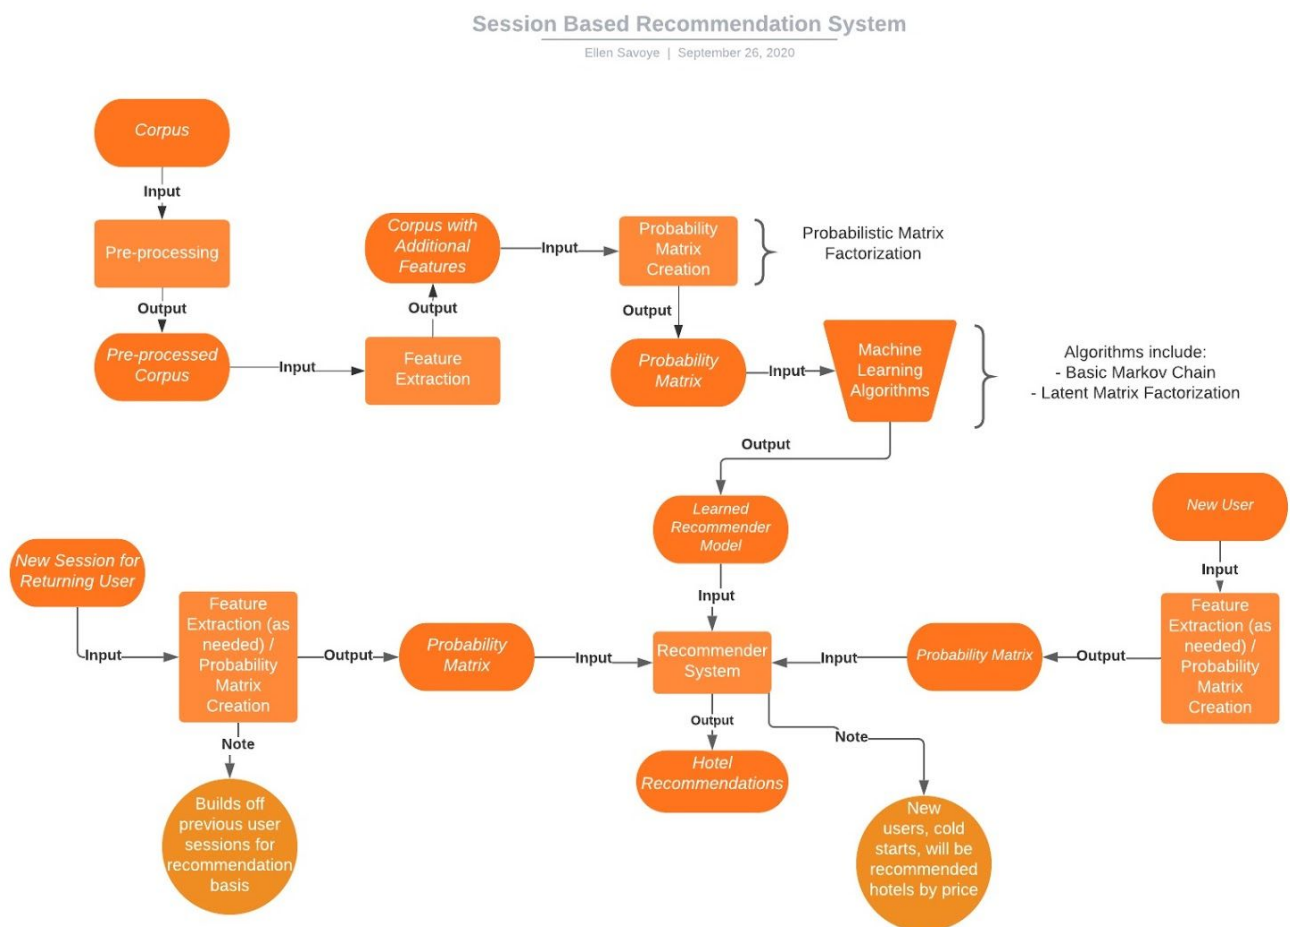 Session Based Recommendation System
Ellen Savoye | September 26, 2020
Corpus
Input
Pre-processing
Output
Pre-processed
Corpus
Input
Feature
Extraction
Output
Corpus with
Additional
Features
Input
Probability
Matrix
Creation
Probabilistic Matrix
Factorization
Output
Probability
Matrix
Input
Machine
Learning
Algorithms
Algorithms include:
- Basic Markov Chain
- Latent Matrix Factorization
Output
Learned
Recommender
Model
Input
New Session for
Returning User
Input
Feature
Extraction (as
needed) /
Probability
Matrix
Creation
Output
Probability
Matrix
Input
Recommender
System
New User
Input
Feature
Extraction (as
needed) /
Probability
Matrix
Creation
Output
Probability Matrix
Input
Note
Builds off
previous user
sessions for
recommendation
basis
Output
Hotel
Recommendations
Note
New
users, cold
starts, will be
recommended
hotels by price